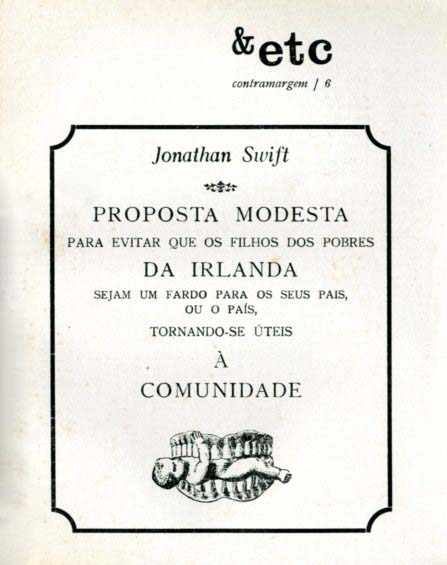 & etc
contramargem / 6
Jonathan Swift
PROPOSTA MODESTA
PARA EVITAR QUE OS FILHOS DOS POBRES
DA IRLANDA
SEJAM UM FARDO PARA OS SEUS PAIS,
OU O PAÍS,
TORNANDO-SE ÚTEIS
À
COMUNIDADE